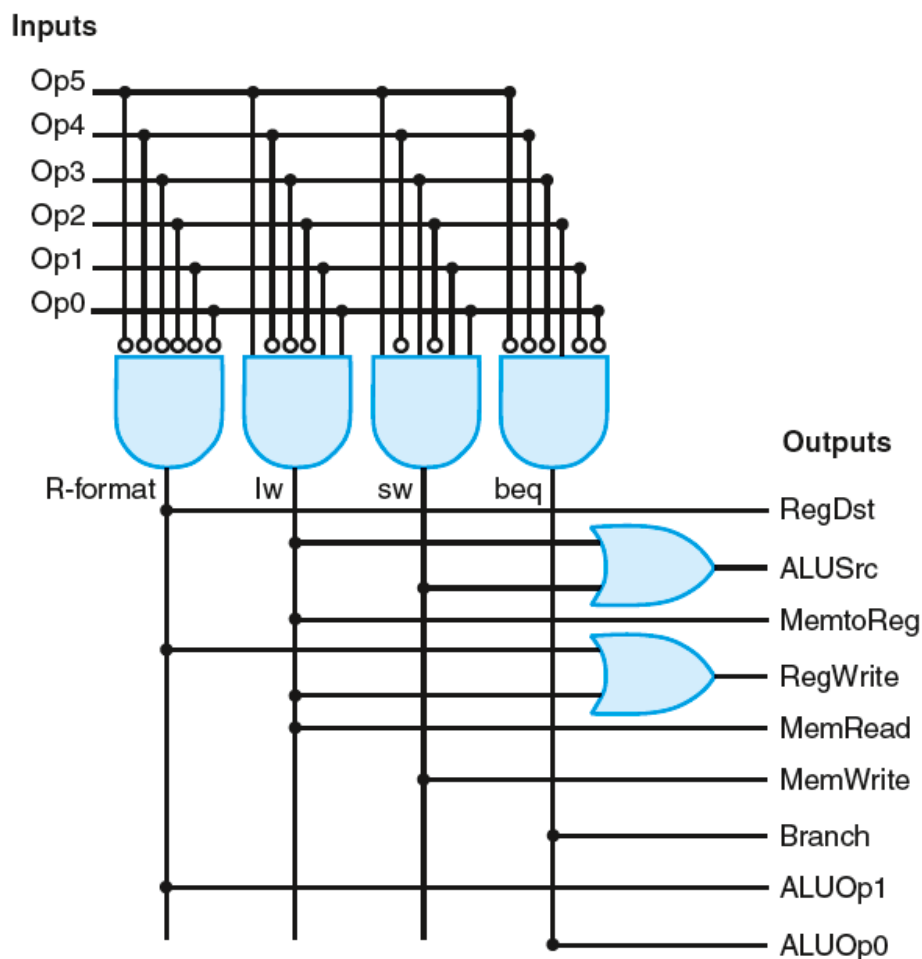 Inputs
Op5
Op4
Op3
Op2
Op1
Op0
Outputs
R-format lw sw beq
RegDst
ALUSrc
MemtoReg
RegWrite
MemRead
MemWrite
Branch
ALUOp1
ALUOp0